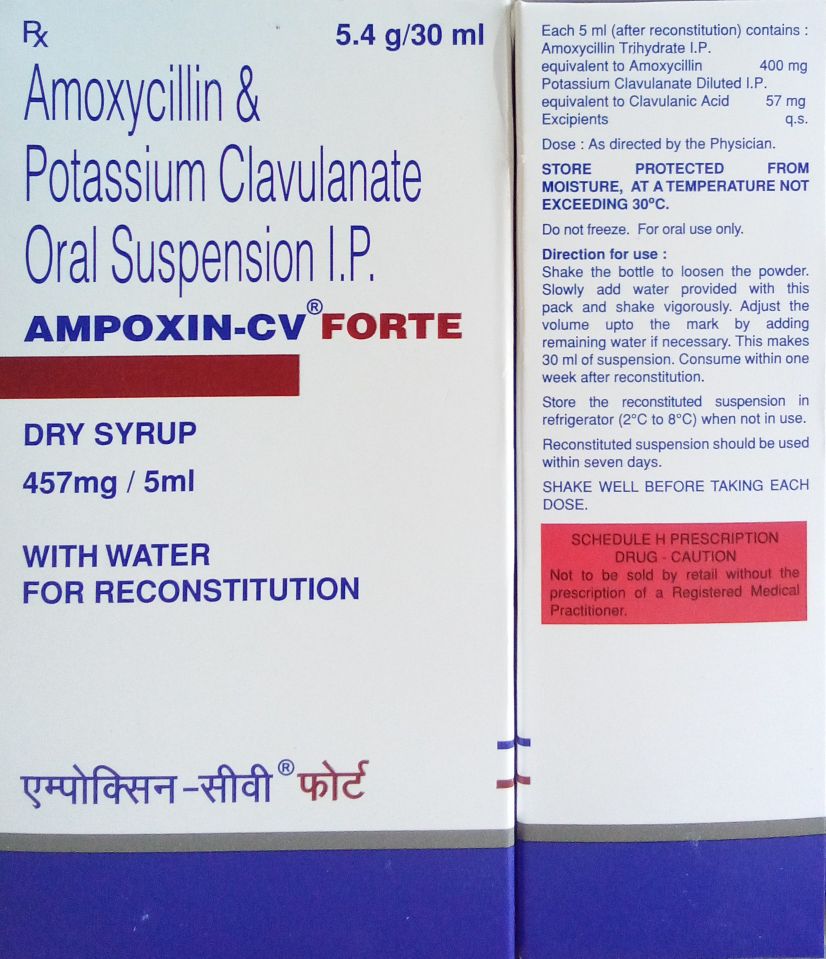 Rx
5.4 g/30 ml
Amoxycillin &
Potassium Clavulanate
Oral Suspension I.P.
AMPOXIN-CV® FORTE
DRY SYRUP
457mg / 5ml
WITH WATER
FOR RECONSTITUTION
एम्पोक्सिन-सीवी® फोर्ट
Each 5 ml (after reconstitution) contains :
Amoxycillin Trihydrate I.P.
equivalent to Amoxycillin 400 mg
Potassium Clavulanate Diluted I.P.
equivalent to Clavulanic Acid 57 mg
Excipients q.s.
Dose : As directed by the Physician.
STORE PROTECTED FROM
MOISTURE, AT A TEMPERATURE NOT
EXCEEDING 30ºC.
Do not freeze. For oral use only.
Direction for use :
Shake the bottle to loosen the powder.
Slowly add water provided with this
pack and shake vigorously. Adjust the
volume upto the mark by adding
remaining water if necessary. This makes
30 ml of suspension. Consume within one
week after reconstitution.
Store the reconstituted suspension in
refrigerator (2°C to 8°C) when not in use.
Reconstituted suspension should be used
within seven days.
SHAKE WELL BEFORE TAKING EACH
DOSE.
SCHEDULE H PRESCRIPTION
DRUG - CAUTION
Not to be sold by retail without the
prescription of a Registered Medical
Practitioner.